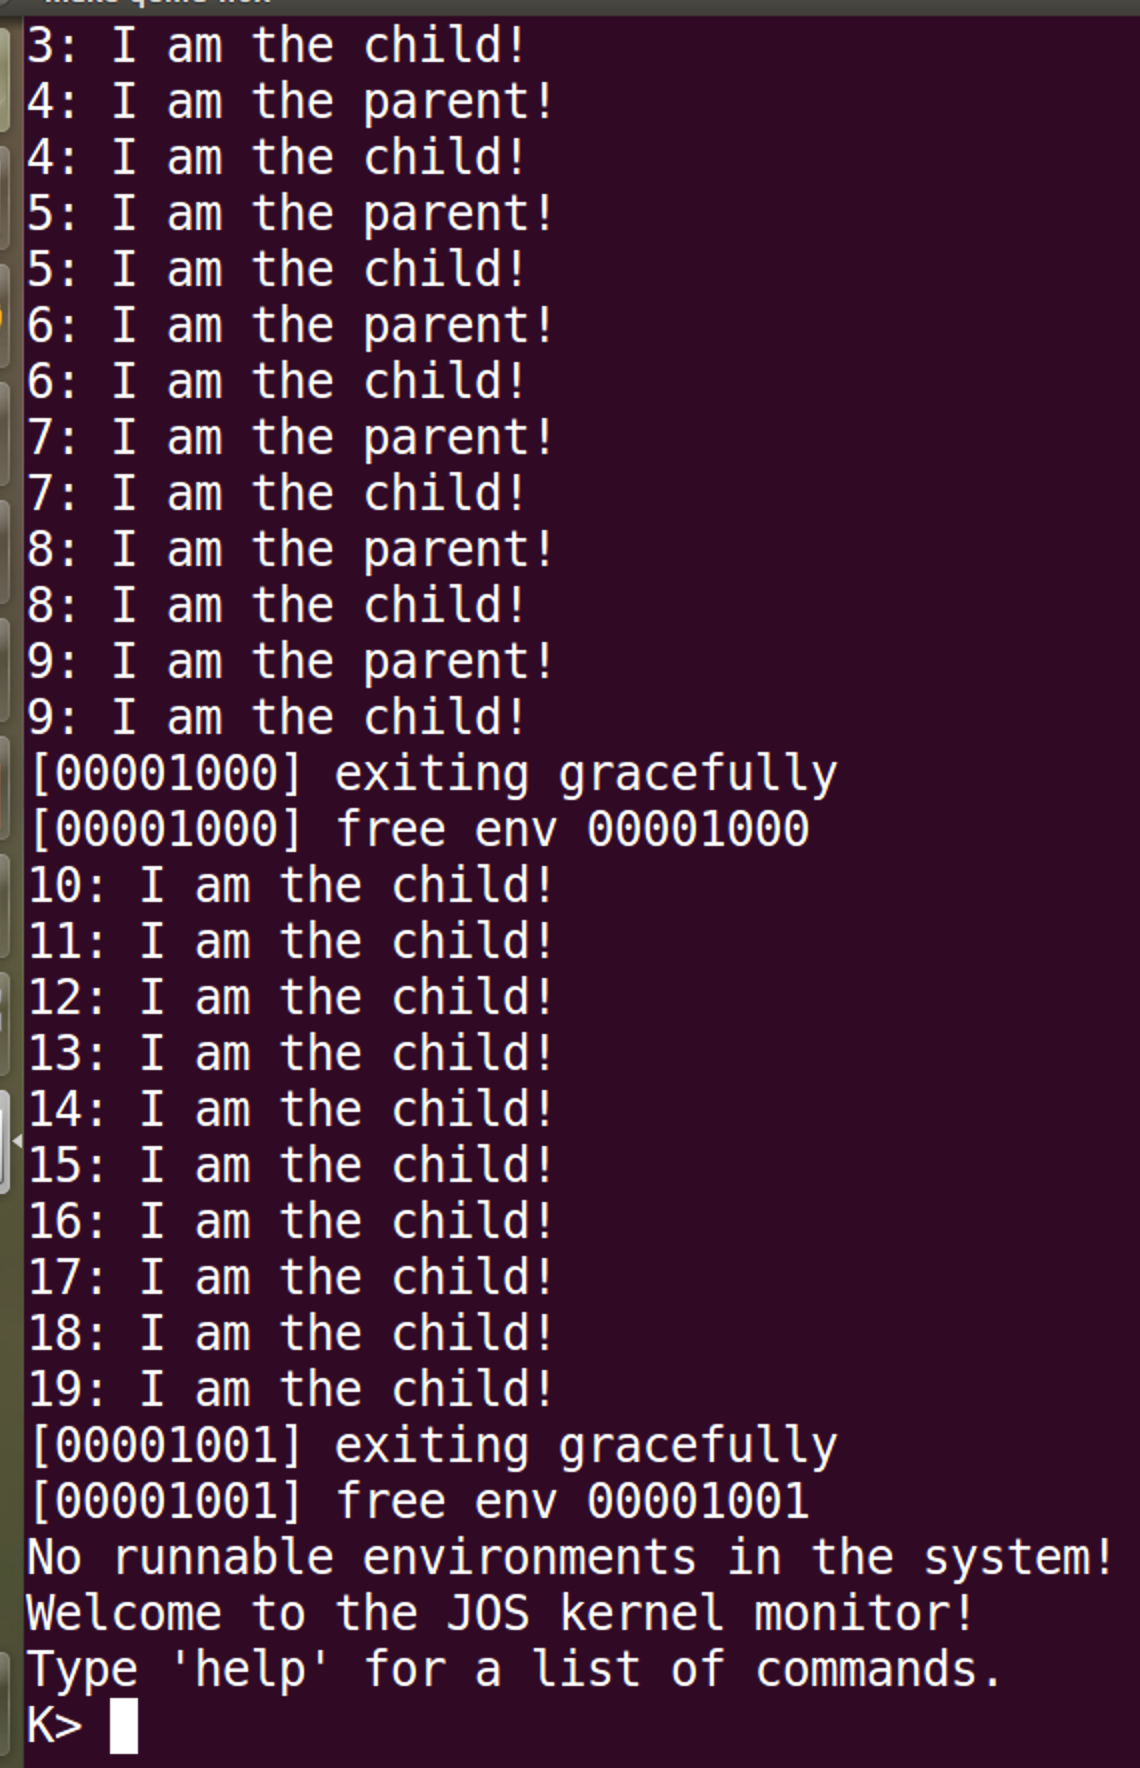 3: I am the child!
4: I am the parent!
4: I am the child!
5: I am the parent!
5: I am the child!
6: I am the parent!
6: I am the child!
7: I am the parent!
7: I am the child!
8: I am the parent!
8: I am the child!
9: I am the parent!
9: I am the child!
[00001000] exiting gracefully
[00001000] free env 00001000
10: I am the child!
11: I am the child!
12: I am the child!
13: I am the child!
14: I am the child!
15: I am the child!
16: I am the child!
17: I am the child!
18: I am the child!
19: I am the child!
[00001001] exiting gracefully
[00001001] free env 00001001
No runnable environments in the system!
Welcome to the JOS kernel monitor!
Type 'help' for a list of commands.
K>